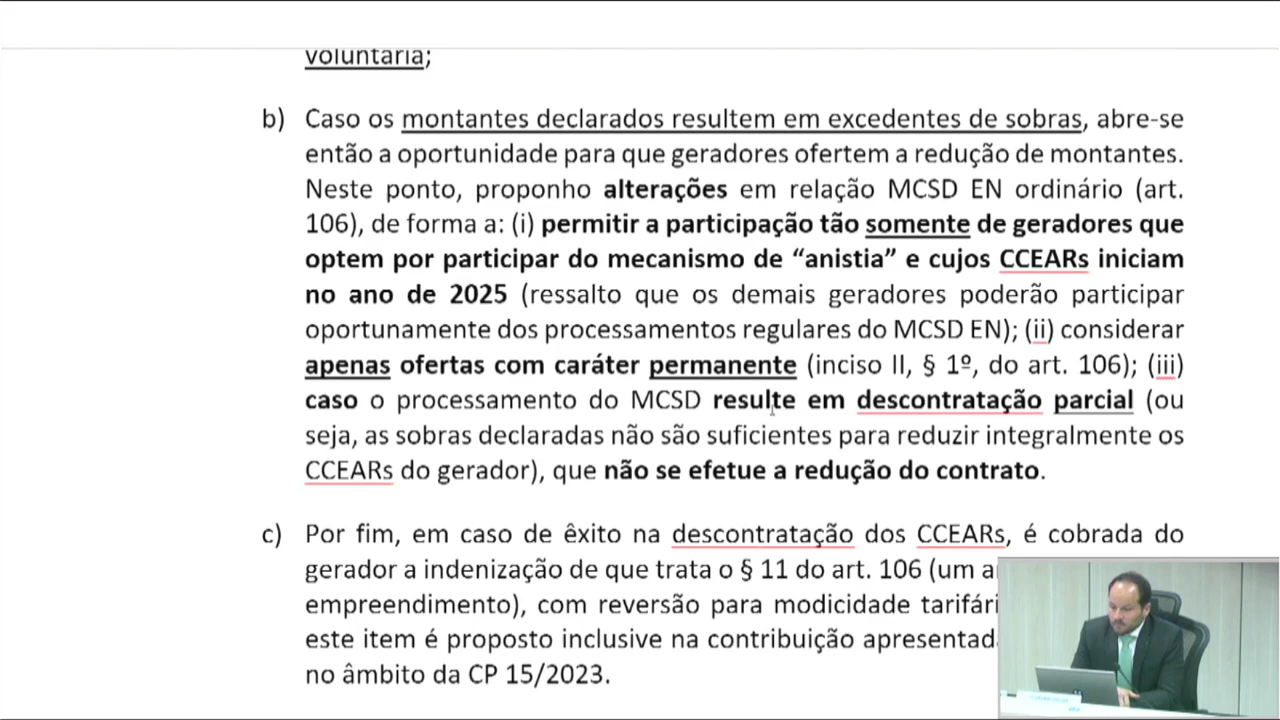 voluntária;
b) Caso os montantes declarados resultem em excedentes de sobras, abre-se
então a oportunidade para que geradores ofertem a redução de montantes.
Neste ponto, proponho alterações em relação MCSD EN ordinário (art.
106), de forma a: (i) permitir a participação tão somente de geradores que
optem por participar do mecanismo de “anistia” e cujos CCEARs iniciam
no ano de 2025 (ressalto que os demais geradores poderão participar
oportunamente dos processamentos regulares do MCSD EN); (ii) considerar
apenas ofertas com caráter permanente (inciso II, § 1º, do art. 106); (iii)
caso o processamento do MCSD resulte em descontratação parcial (ou
seja, as sobras declaradas não são suficientes para reduzir integralmente os
CCEARs do gerador), que não se efetue a redução do contrato.
c) Por fim, em caso de êxito na descontratação dos CCEARs, é cobrada do
gerador a indenização de que trata o § 11 do art. 106 (um a
empreendimento), com reversão para modicidade tarifári
este item é proposto inclusive na contribuição apresentad
no âmbito da CP 15/2023.